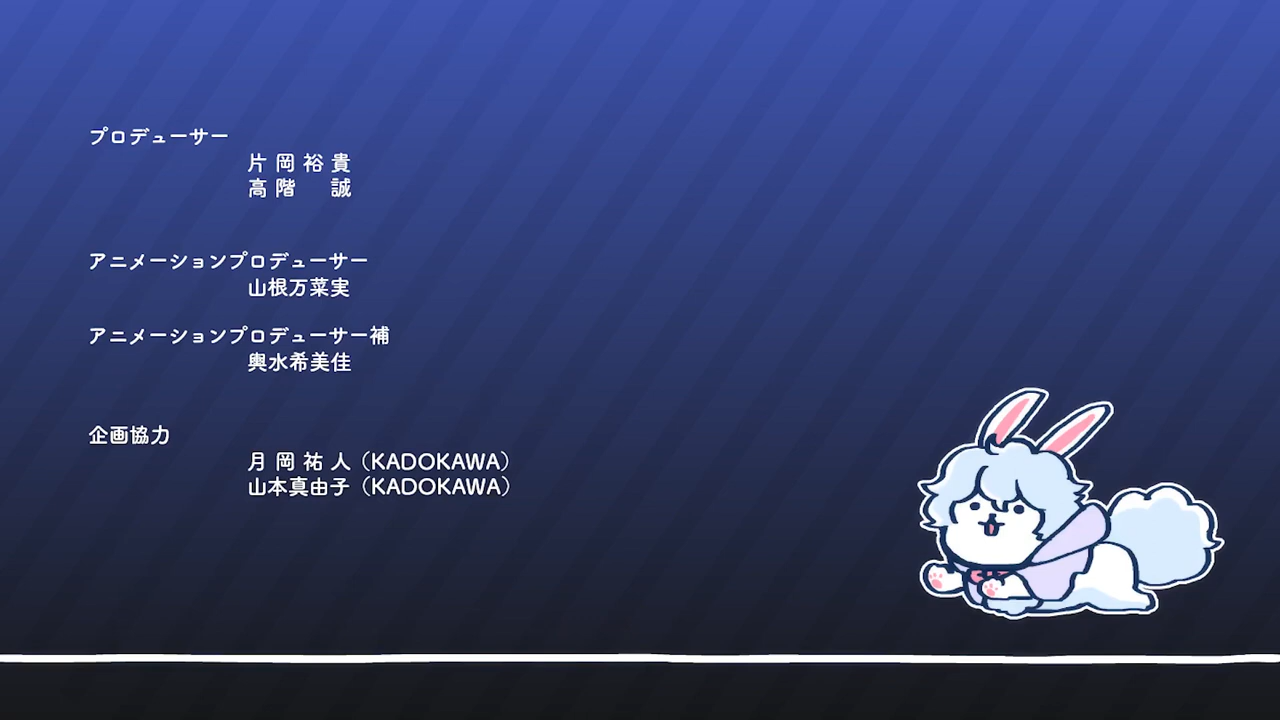 プロデューサー
片岡裕貴
高階 誠
アニメーションプロデューサー
山根万菜実
アニメーションプロデューサー補
輿水希美佳
企画協力
月岡祐人（KADOKAWA）
山本真由子（KADOKAWA）